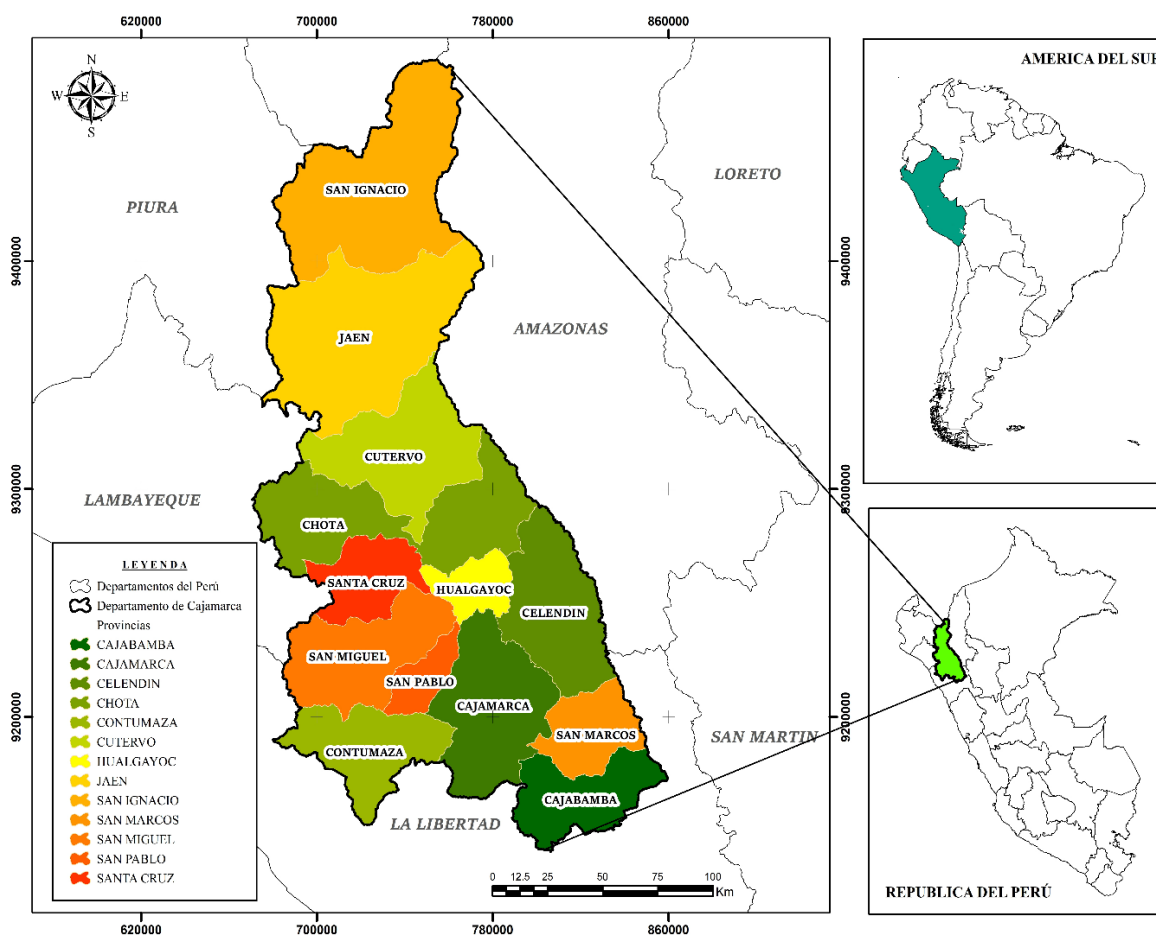 620000
700000
780000
860000
N
W
E
S
AMERICA DEL SUR
LORETO
SAN IGNACIO
PIURA
9400000
9400000
AMAZONAS
JAEN
CUTERVO
9300000
9300000
LAMBAYEQUE
CHOTA
SANTA CRUZ
HUALGAYOC
CELENDIN
SAN MIGUEL
SAN PABLO
CAJAMARCA
9200000
9200000
SAN MARCOS
SAN MARTIN
CONTUMAZA
CAJABAMBA
LA LIBERTAD
LEYENDA
Departamentos del Perú
Departamento de Cajamarca
Provincias
CAJABAMBA
CAJAMARCA
CELENDIN
CHOTA
CONTUMAZA
CUTERVO
HUALGAYOC
JAEN
SAN IGNACIO
SAN MARCOS
SAN MIGUEL
SAN PABLO
SANTA CRUZ
0 12.5 25 50 75 100
Km
REPUBLICA DEL PERÚ
620000
700000
780000
860000